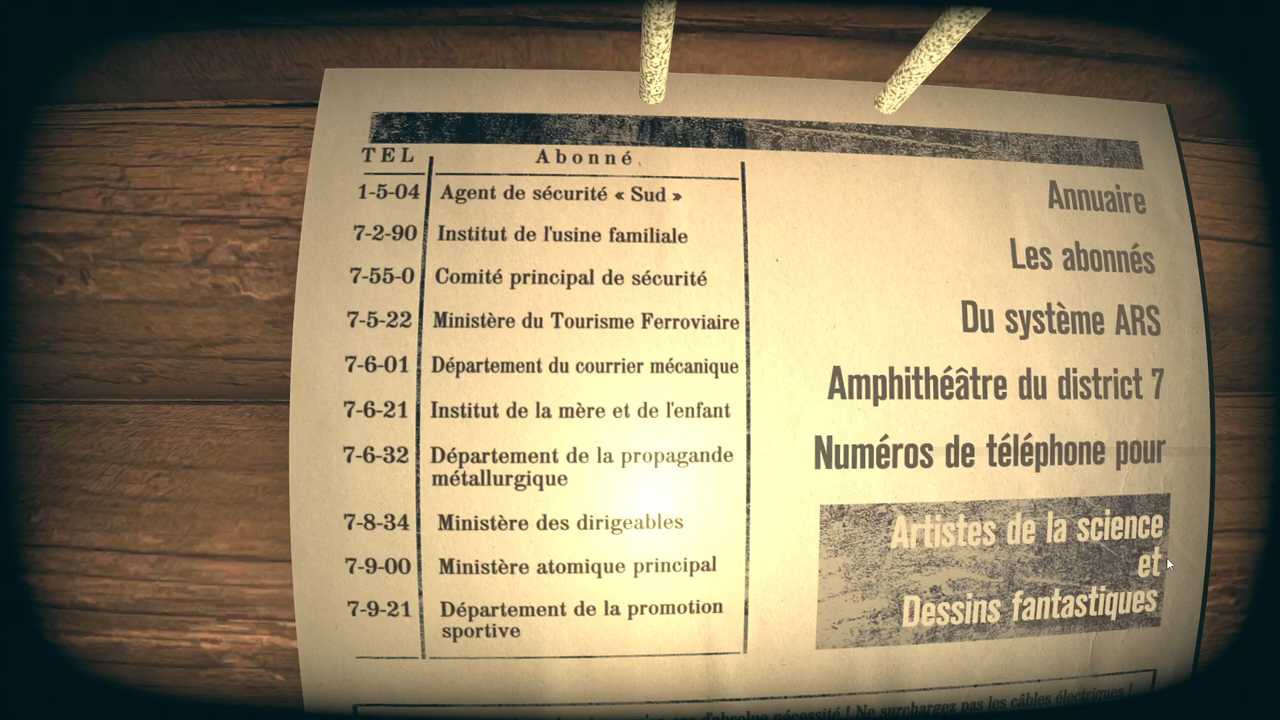 TEL Abonné
1-5-04 Agent de sécurité « Sud »
7-2-90 Institut de l'usine familiale
7-55-0 Comité principal de sécurité
7-5-22 Ministère du Tourisme Ferroviaire
7-6-01 Département du courrier mécanique
7-6-21 Institut de la mère et de l'enfant
7-6-32 Département de la propagande
métallurgique
7-8-34 Ministère des dirigeables
7-9-00 Ministère atomique principal
7-9-21 Département de la promotion
sportive
Annuaire
Les abonnés
Du système ARS
Amphithéâtre du district 7
Numéros de téléphone pour
Artistes de la science
et
Dessins fantastiques
d'absolue nécessité ! Ne surchargez pas les câbles électriques !